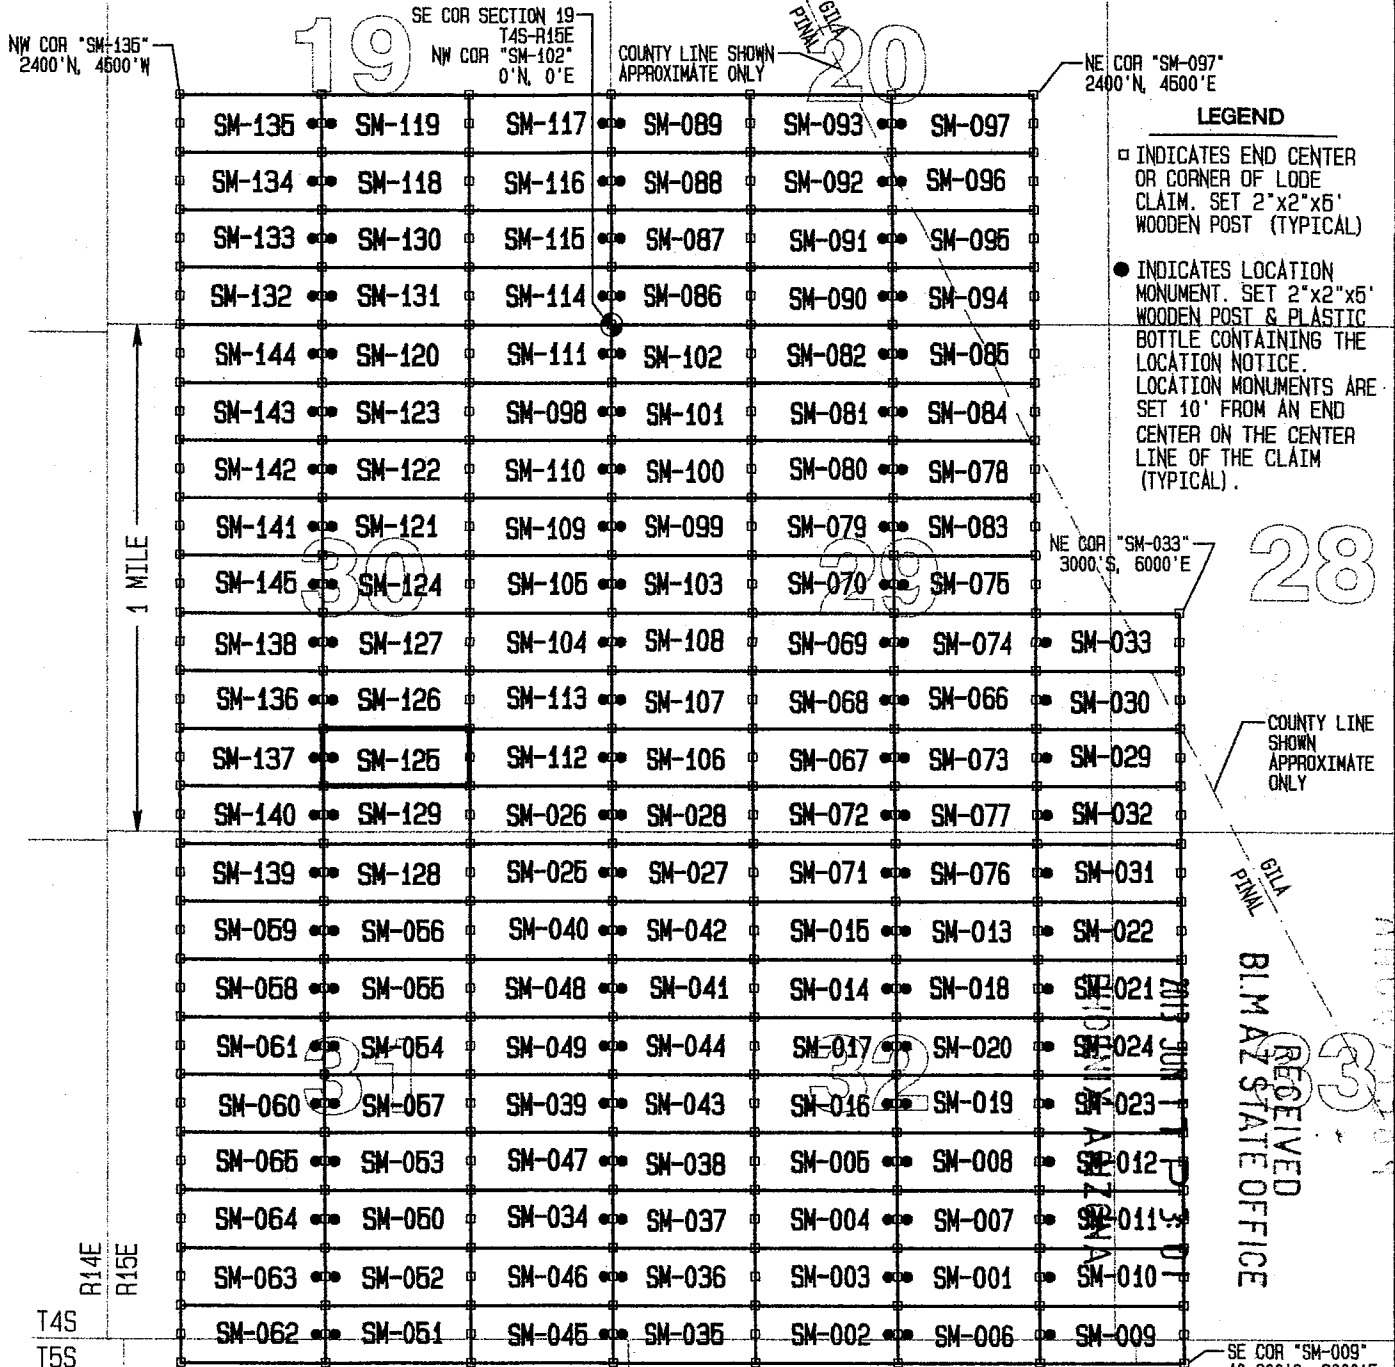 SE COR SECTION 19
T4S-R15E
NW COR "SM-102"
0'N, 0'E
NW COR "SM-135"
2400'N, 4500'W
19
GILA
PINAL
20
COUNTY LINE SHOWN
APPROXIMATE ONLY
NE COR "SM-097"
2400'N, 4500'E
LEGEND
INDICATES END CENTER
OR CORNER OF LODE
CLAIM. SET 2"x2"x5'
WOODEN POST (TYPICAL)
INDICATES LOCATION
MONUMENT. SET 2"x2"x5'
WOODEN POST & PLASTIC
BOTTLE CONTAINING THE
LOCATION NOTICE.
LOCATION MONUMENTS ARE
SET 10' FROM AN END
CENTER ON THE CENTER
LINE OF THE CLAIM
(TYPICAL).
SM-135 SM-119 SM-117 SM-089 SM-093 SM-097
SM-134 SM-118 SM-116 SM-088 SM-092 SM-096
SM-133 SM-130 SM-115 SM-087 SM-091 SM-095
SM-132 SM-131 SM-114 SM-086 SM-090 SM-094
SM-144 SM-120 SM-111 SM-102 SM-082 SM-085
SM-143 SM-123 SM-098 SM-101 SM-081 SM-084
SM-142 SM-122 SM-110 SM-100 SM-080 SM-078
SM-141 SM-121 SM-109 SM-099 SM-079 SM-083
SM-145 SM-124 SM-105 SM-103 SM-070 SM-075
SM-138 SM-127 SM-104 SM-108 SM-069 SM-074 SM-033
SM-136 SM-126 SM-113 SM-107 SM-068 SM-066 SM-030
SM-137 SM-125 SM-112 SM-106 SM-067 SM-073 SM-029
SM-140 SM-129 SM-026 SM-028 SM-072 SM-077 SM-032
SM-139 SM-128 SM-025 SM-027 SM-071 SM-076 SM-031
SM-059 SM-056 SM-040 SM-042 SM-015 SM-013 SM-022
SM-058 SM-055 SM-048 SM-041 SM-014 SM-018 SM-021
SM-061 SM-054 SM-049 SM-044 SM-017 SM-020 SM-024
SM-060 SM-057 SM-039 SM-043 SM-016 SM-019 SM-023
SM-065 SM-053 SM-047 SM-038 SM-005 SM-008 SM-012
SM-064 SM-050 SM-034 SM-037 SM-004 SM-007 SM-011
SM-063 SM-052 SM-046 SM-036 SM-003 SM-001 SM-010
SM-062 SM-051 SM-045 SM-035 SM-002 SM-006 SM-009
1 MILE
30
29
28
NE COR "SM-033"
3000'S, 6000'E
COUNTY LINE
SHOWN
APPROXIMATE
ONLY
GILA
PINAL
31
32
33
RECEIVED
BLM AZ STATE OFFICE
2013 JUN
R14E
R15E
T4S
T5S
SE COR "SM-009"